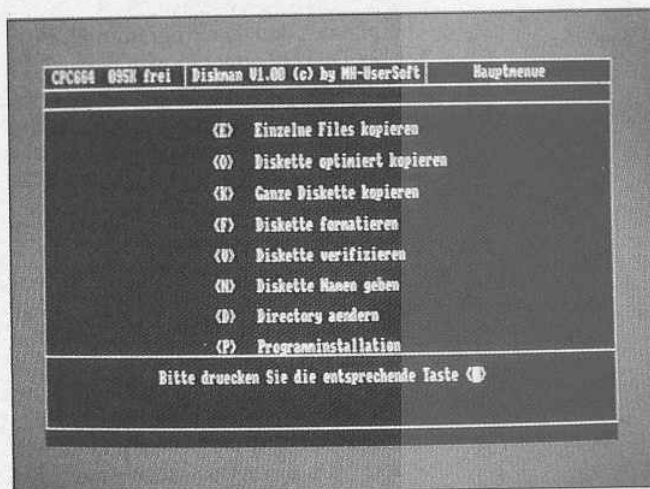 CPC664 095K frei Diskman V1.00 (c) by MH-UserSoft Hauptmenue
<E> Einzelne Files kopieren
<O> Diskette optimiert kopieren
<K> Ganze Diskette kopieren
<F> Diskette formatieren
<V> Diskette verifizieren
<N> Diskette Namen geben
<D> Directory aendern
<P> Programminstallation
Bitte druecken Sie die entsprechende Taste